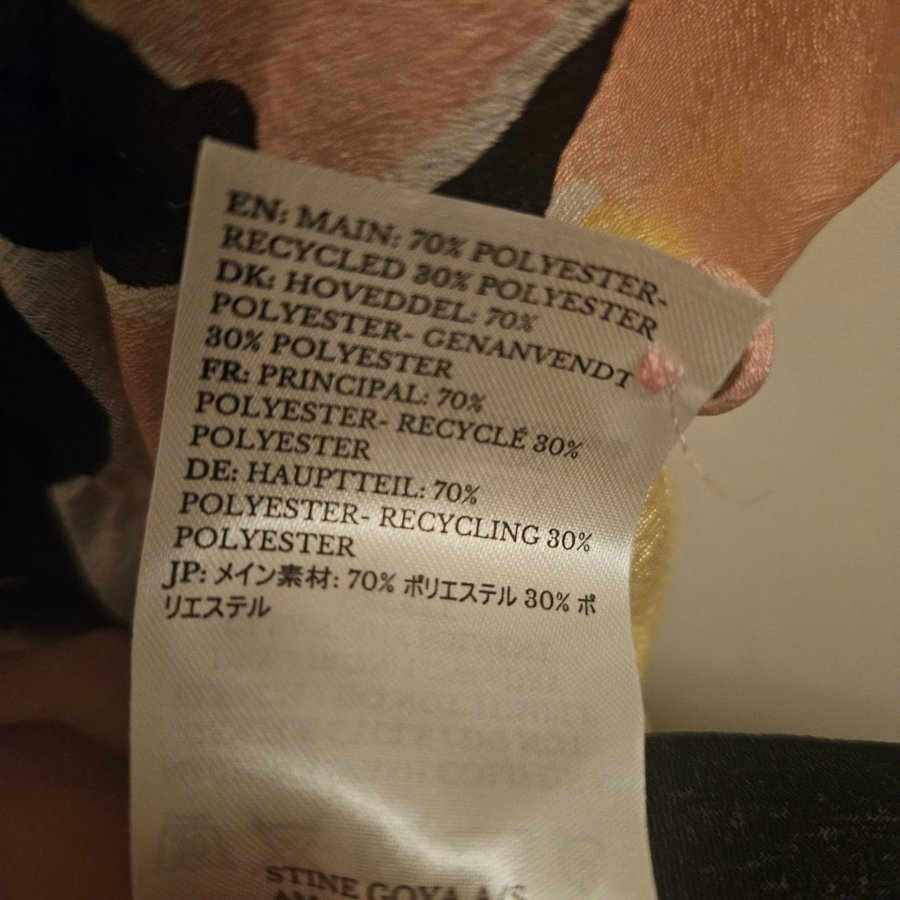 EN: MAIN: 70% POLYESTER-
RECYCLED 30% POLYESTER
DK: HOVEDDEL: 70%
POLYESTER- GENANVENDT
30% POLYESTER
FR: PRINCIPAL: 70%
POLYESTER- RECYCLÉ 30%
POLYESTER
DE: HAUPTTEIL: 70%
POLYESTER- RECYCLING 30%
POLYESTER
JP: メイン素材: 70% ポリエステル 30% ポ
リエステル
STINE GOYA A/S